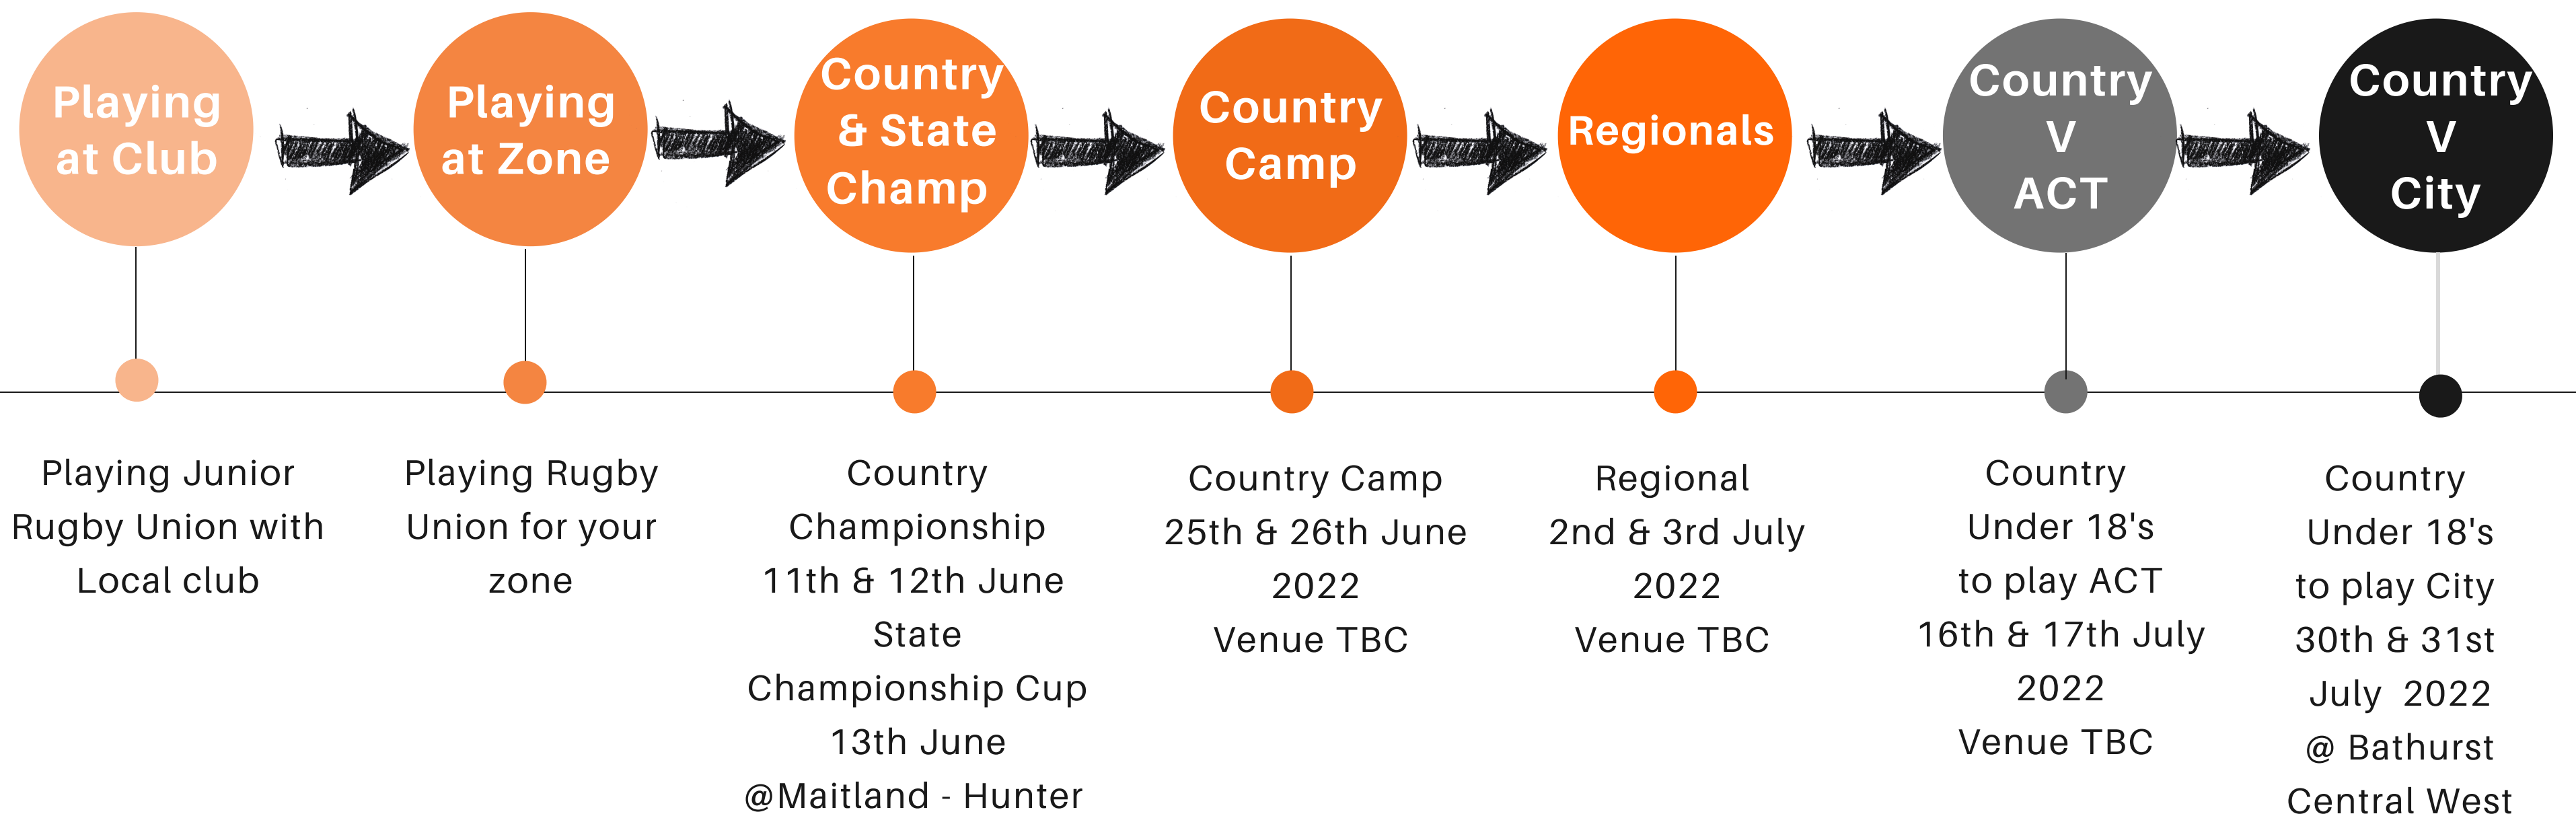 Playing
at Club
Playing
at Zone
Country
& State
Champ
Country
Camp
Regionals
Country
V
ACT
Country
V
City
Playing Junior
Rugby Union with
Local club
Playing Rugby
Union for your
zone
Country
Championship
11th & 12th June
State
Championship Cup
13th June
@Maitland - Hunter
Country Camp
25th & 26th June
2022
Venue TBC
Regional
2nd & 3rd July
2022
Venue TBC
Country
Under 18's
to play ACT
16th & 17th July
2022
Venue TBC
Country
Under 18's
to play City
30th & 31st
July 2022
@ Bathurst
Central West